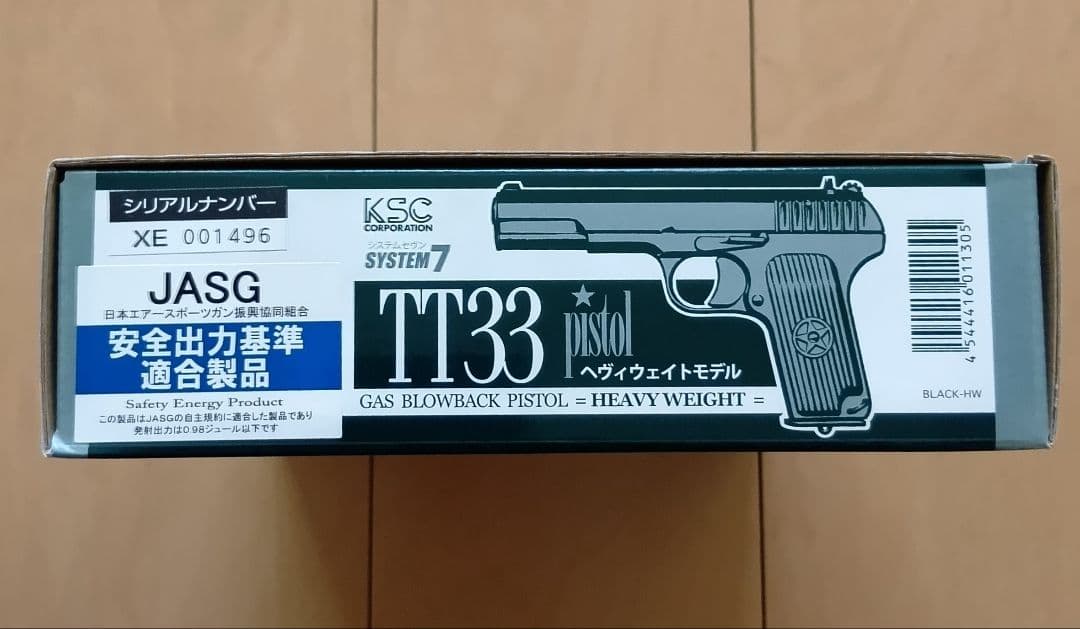 シリアルナンバー
XE 001496
JASG
日本エアースポーツガン振興協同組合
安全出力基準
適合製品
Safety Energy Product
この製品はJASGの自主規約に適合した製品であり
発射出力は0.98ジュール以下です
KSC
CORPORATION
システムセヴン
SYSTEM 7
TT33 pistol
ヘヴィウェイトモデル
GAS BLOWBACK PISTOL = HEAVY WEIGHT =
4 544416 011305
BLACK-HW